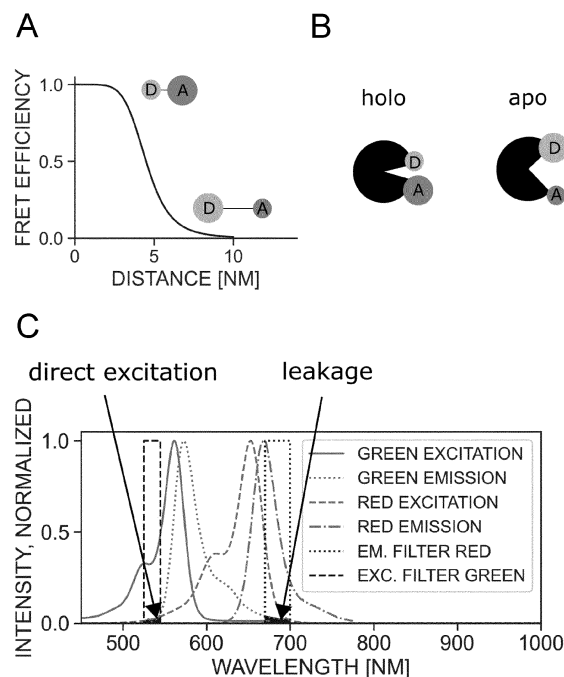 A
FRET EFFICIENCY
1.0
0.5
0.0
0
5
10
DISTANCE [NM]
D A
D A
B
holo
apo
D
A
D
A
C
direct excitation
leakage
INTENSITY, NORMALIZED
1.0
0.5
0.0
500
600
700
800
900
1000
WAVELENGTH [NM]
GREEN EXCITATION
GREEN EMISSION
RED EXCITATION
RED EMISSION
EM. FILTER RED
EXC. FILTER GREEN